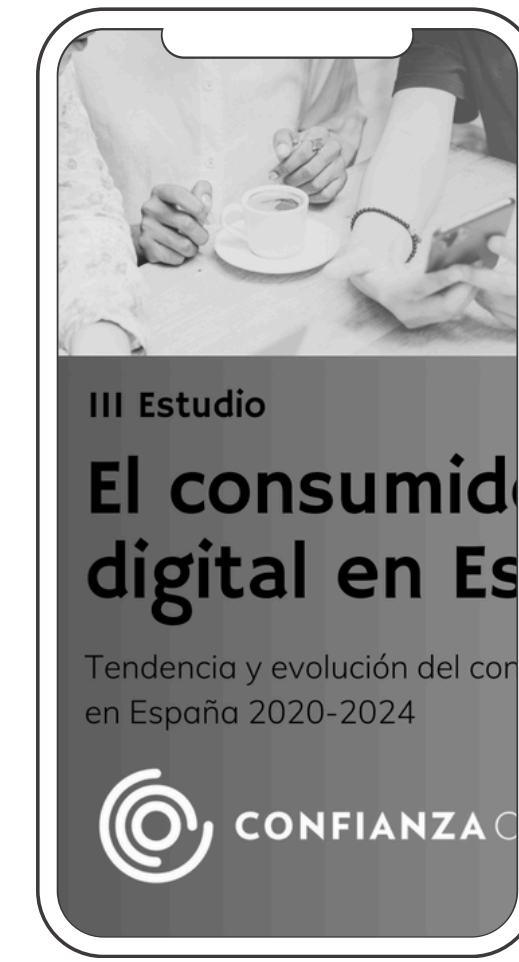 III Estudio
El consumid
digital en Es
Tendencia y evolución del con
en España 2020-2024
CONFIANZA